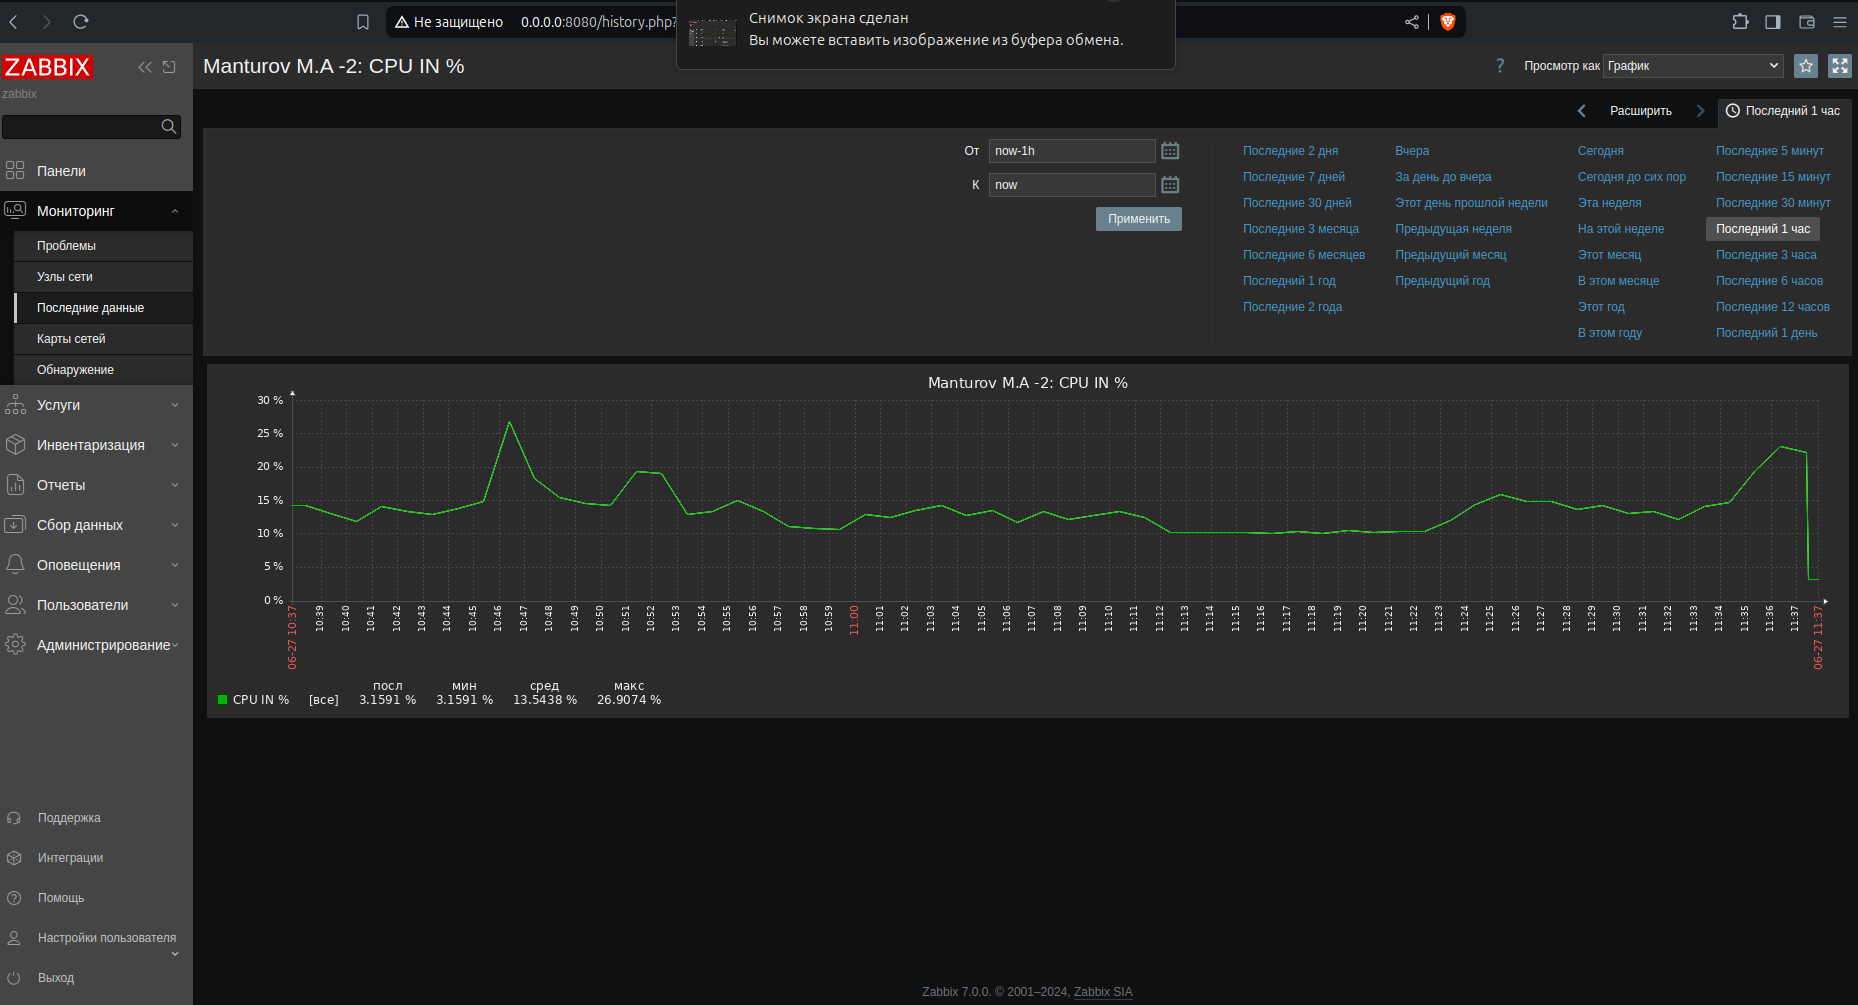 Не защищено 0.0.0.0:8080/history.php?
Снимок экрана сделан
Вы можете вставить изображение из буфера обмена.
ZABBIX
zabbix
Manturov M.A -2: CPU IN %
? Просмотр как График
Расширить Последний 1 час
Панели
Мониторинг
Проблемы
Узлы сети
Последние данные
Карты сетей
Обнаружение
Услуги
Инвентаризация
Отчеты
Сбор данных
Оповещения
Пользователи
Администрирование
Поддержка
Интеграции
Помощь
Настройки пользователя
Выход
От now-1h
К now
Применить
Последние 2 дня Вчера Сегодня Последние 5 минут
Последние 7 дней За день до вчера Сегодня до сих пор Последние 15 минут
Последние 30 дней Этот день прошлой недели Эта неделя Последние 30 минут
Последние 3 месяца Предыдущая неделя На этой неделе Последний 1 час
Последние 6 месяцев Предыдущий месяц Этот месяц Последние 3 часа
Последний 1 год Предыдущий год В этом месяце Последние 6 часов
Последние 2 года Этот год Последние 12 часов
В этом году Последний 1 день
Manturov M.A -2: CPU IN %
30 %
25 %
20 %
15 %
10 %
5 %
0 %
06-27 10:37 10:39 10:40 10:41 10:42 10:43 10:44 10:45 10:46 10:47 10:48 10:49 10:50 10:51 10:52 10:53 10:54 10:55 10:56 10:57 10:58 10:59 11:00 11:01 11:02 11:03 11:04 11:05 11:06 11:07 11:08 11:09 11:10 11:11 11:12 11:13 11:14 11:15 11:16 11:17 11:18 11:19 11:20 11:21 11:22 11:23 11:24 11:25 11:26 11:27 11:28 11:29 11:30 11:31 11:32 11:33 11:34 11:35 11:36 11:37 06-27 11:37
посл мин сред макс
CPU IN % [все] 3.1591 % 3.1591 % 13.5438 % 26.9074 %
Zabbix 7.0.0. © 2001–2024, Zabbix SIA